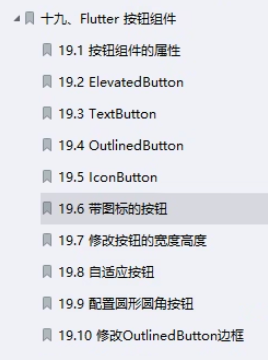 十九、Flutter 按钮组件
19.1 按钮组件的属性
19.2 ElevatedButton
19.3 TextButton
19.4 OutlinedButton
19.5 IconButton
19.6 带图标的按钮
19.7 修改按钮的宽度高度
19.8 自适应按钮
19.9 配置圆形圆角按钮
19.10 修改OutlinedButton边框